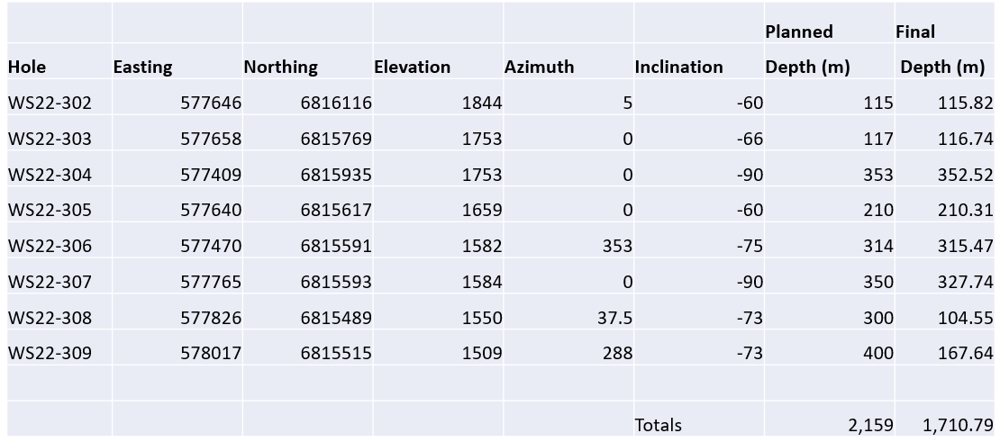 Planned Final
Hole Easting Northing Elevation Azimuth Inclination Depth (m) Depth (m)
WS22-302 577646 6816116 1844 5 -60 115 115.82
WS22-303 577658 6815769 1753 0 -66 117 116.74
WS22-304 577409 6815935 1753 0 -90 353 352.52
WS22-305 577640 6815617 1659 0 -60 210 210.31
WS22-306 577470 6815591 1582 353 -75 314 315.47
WS22-307 577765 6815593 1584 0 -90 350 327.74
WS22-308 577826 6815489 1550 37.5 -73 300 104.55
WS22-309 578017 6815515 1509 288 -73 400 167.64
Totals 2,159 1,710.79